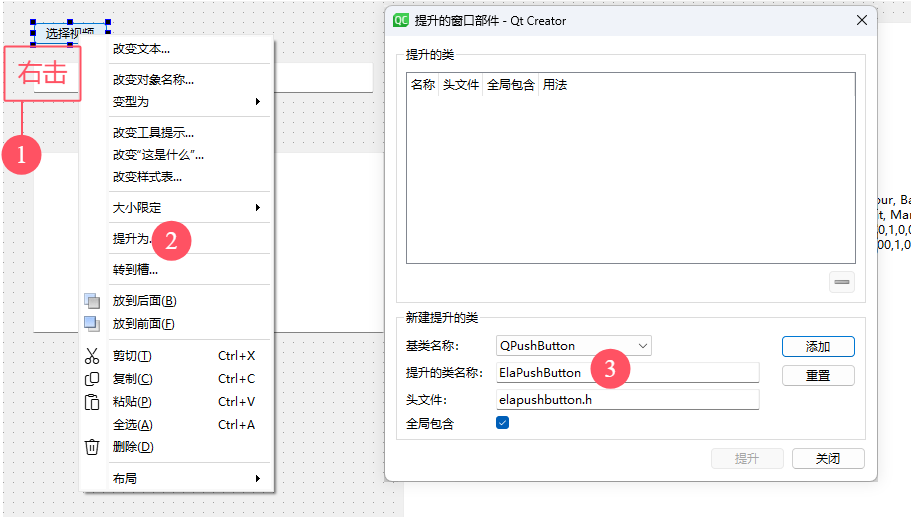 选择视频
右击
1
改变文本...
改变对象名称...
变型为
改变工具提示...
改变“这是什么”...
改变样式表...
大小限定
提升为...
2
转到槽...
放到后面(B)
放到前面(F)
剪切(T) Ctrl+X
复制(C) Ctrl+C
粘贴(P) Ctrl+V
全选(A) Ctrl+A
删除(D)
布局
QC 提升的窗口部件 - Qt Creator
提升的类
名称 头文件 全局包含 用法
新建提升的类
基类名称： QPushButton 添加
提升的类名称： ElaPushButton 3 重置
头文件： elapushbutton.h
全局包含
提升 关闭
our, Ba
lt, Mar
0,1,0,0
00,1,0